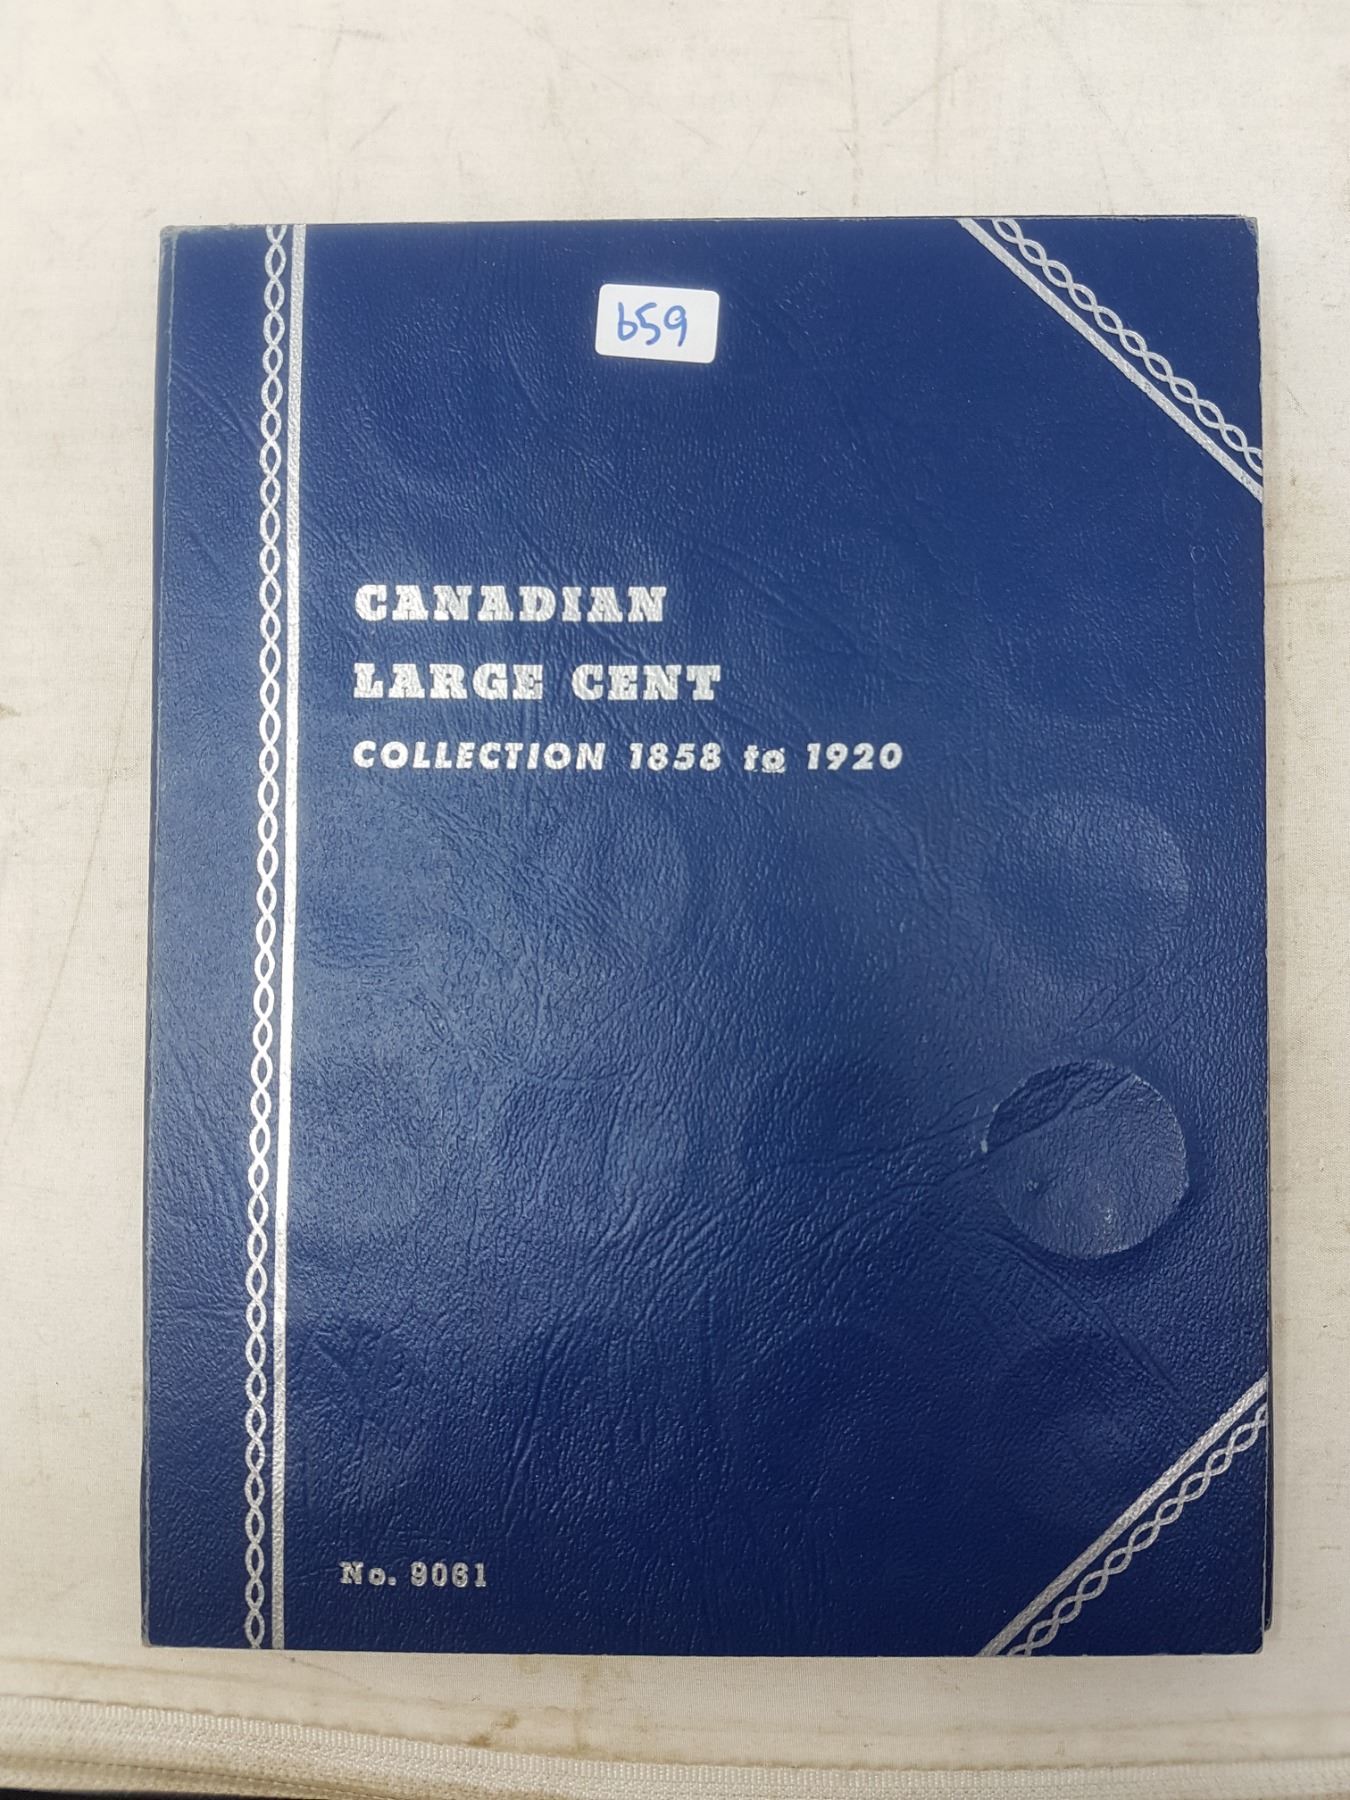 659
CANADIAN
LARGE CENT
COLLECTION 1858 to 1920
No. 9061